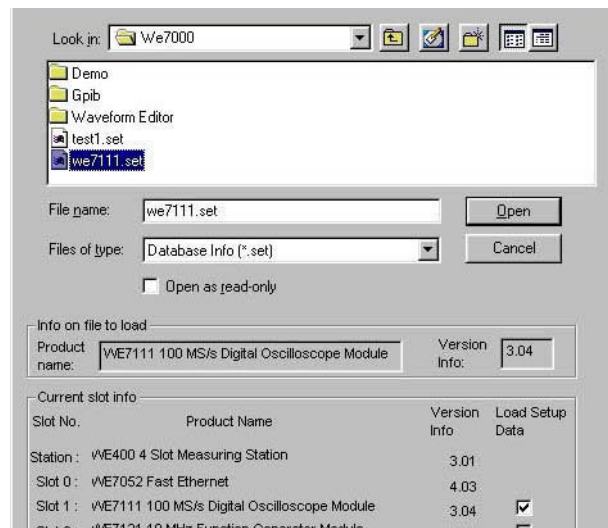 Look in: We7000
Demo
Gpib
Waveform Editor
test1.set
we7111.set
File name: we7111.set Open
Files of type: Database Info (*.set) Cancel
Open as read-only
Info on file to load
Product name: WE7111 100 MS/s Digital Oscilloscope Module Version Info: 3.04
Current slot info
Slot No. Product Name Version Info Load Setup Data
Station : WE400 4 Slot Measuring Station 3.01
Slot 0 : WE7052 Fast Ethernet 4.03
Slot 1 : WE7111 100 MS/s Digital Oscilloscope Module 3.04